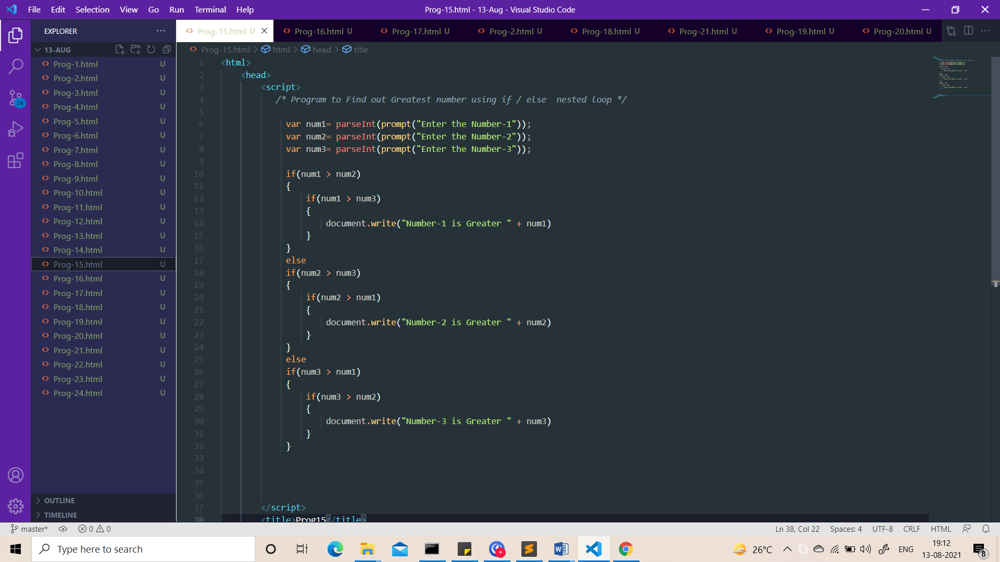 File Edit Selection View Go Run Terminal Help
Prog-15.html - 13-Aug - Visual Studio Code
EXPLORER
13-AUG
Prog-1.html U
Prog-2.html U
Prog-3.html U
Prog-4.html U
Prog-5.html U
Prog-6.html U
Prog-7.html U
Prog-8.html U
Prog-9.html U
Prog-10.html U
Prog-11.html U
Prog-12.html U
Prog-13.html U
Prog-14.html U
Prog-15.html U
Prog-16.html U
Prog-17.html U
Prog-18.html U
Prog-19.html U
Prog-20.html U
Prog-21.html U
Prog-22.html U
Prog-23.html U
Prog-24.html U
OUTLINE
TIMELINE
24
Prog-15.html U Prog-16.html U Prog-17.html U Prog-2.html U Prog-18.html U Prog-21.html U Prog-19.html U Prog-20.html U
Prog-15.html > html > head > title
1 <html>
2 <head>
3 <script>
4 /* Program to Find out Greatest number using if / else  nested loop */
5
6 var num1= parseInt(prompt("Enter the Number-1"));
7 var num2= parseInt(prompt("Enter the Number-2"));
8 var num3= parseInt(prompt("Enter the Number-3"));
9
10 if(num1 > num2)
11 {
12 if(num1 > num3)
13 {
14 document.write("Number-1 is Greater " + num1)
15 }
16 }
17 else
18 if(num2 > num3)
19 {
20 if(num2 > num1)
21 {
22 document.write("Number-2 is Greater " + num2)
23 }
24 }
25 else
26 if(num3 > num1)
27 {
28 if(num3 > num2)
29 {
30 document.write("Number-3 is Greater " + num3)
31 }
32 }
33
34
35
36
37 </script>
38 <title>Prog15</title>
master* 0 0
Ln 38, Col 22 Spaces: 4 UTF-8 CRLF HTML
Type here to search
26°C ENG
19:12
13-08-2021
8